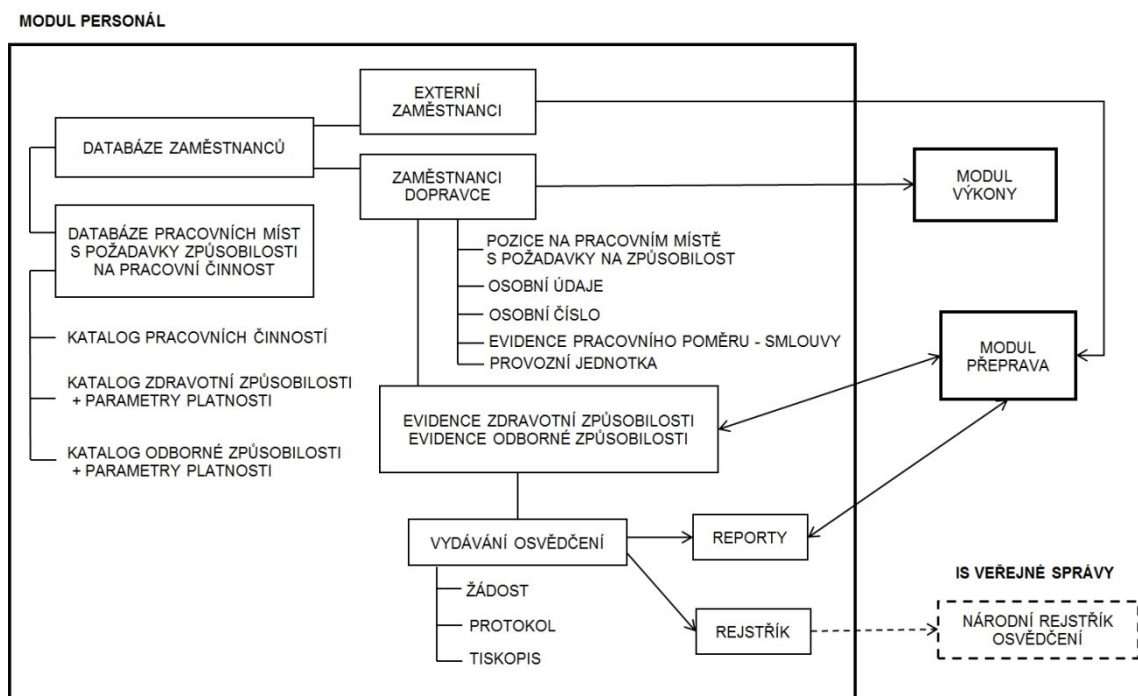 MODUL PERSONÁL
EXTERNÍ
ZAMĚSTNANCI
DATABÁZE ZAMĚSTNANCŮ
ZAMĚSTNANCI
DOPRAVCE
MODUL
VÝKONY
DATABÁZE PRACOVNÍCH MÍST
S POŽADAVKY ZPŮSOBILOSTI
NA PRACOVNÍ ČINNOST
POZICE NA PRACOVNÍM MÍSTĚ
S POŽADAVKY NA ZPŮSOBILOST
OSOBNÍ ÚDAJE
OSOBNÍ ČÍSLO
EVIDENCE PRACOVNÍHO POMĚRU - SMLOUVY
PROVOZNÍ JEDNOTKA
KATALOG PRACOVNÍCH ČINNOSTÍ
KATALOG ZDRAVOTNÍ ZPŮSOBILOSTI
+ PARAMETRY PLATNOSTI
KATALOG ODBORNÉ ZPŮSOBILOSTI
+ PARAMETRY PLATNOSTI
MODUL
PŘEPRAVA
EVIDENCE ZDRAVOTNÍ ZPŮSOBILOSTI
EVIDENCE ODBORNÉ ZPŮSOBILOSTI
VYDÁVÁNÍ OSVĚDČENÍ
REPORTY
ŽÁDOST
PROTOKOL
TISKOPIS
REJSTŘÍK
IS VEŘEJNÉ SPRÁVY
NÁRODNÍ REJSTŘÍK
OSVĚDČENÍ